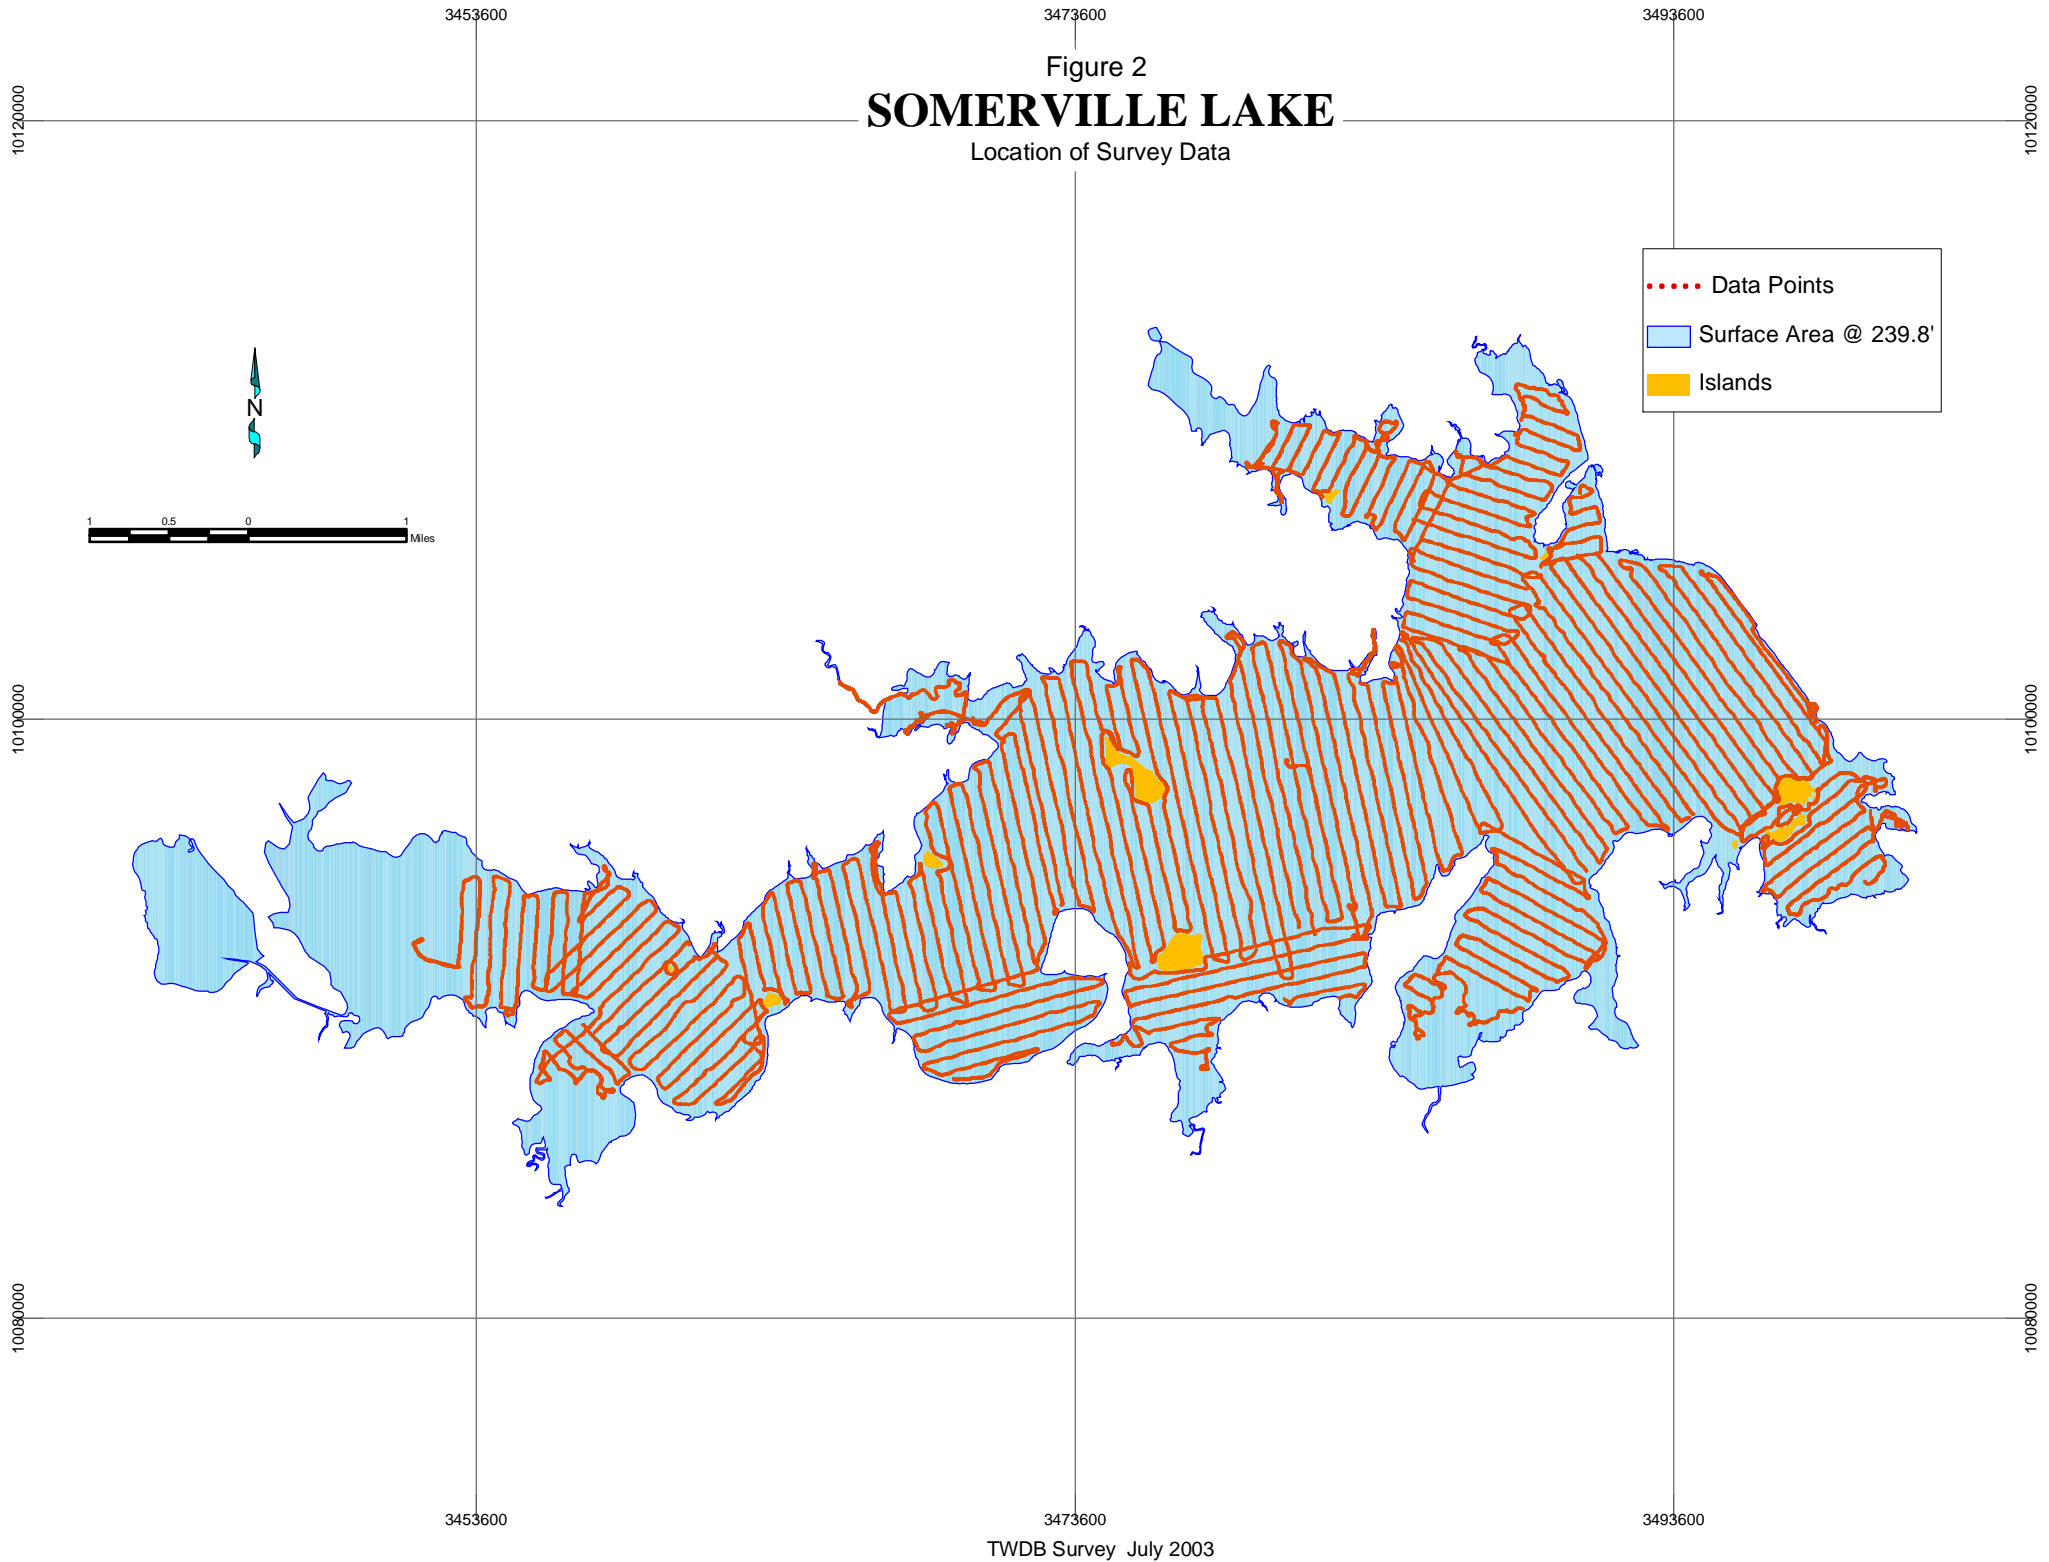 3453600 3473600 3493600
Figure 2
SOMERVILLE LAKE
Location of Survey Data
10120000 10120000
Data Points
Surface Area @ 239.8'
Islands
N
1 0.5 0 1
Miles
10100000 10100000
10080000 10080000
3453600 3473600 3493600
TWDB Survey July 2003